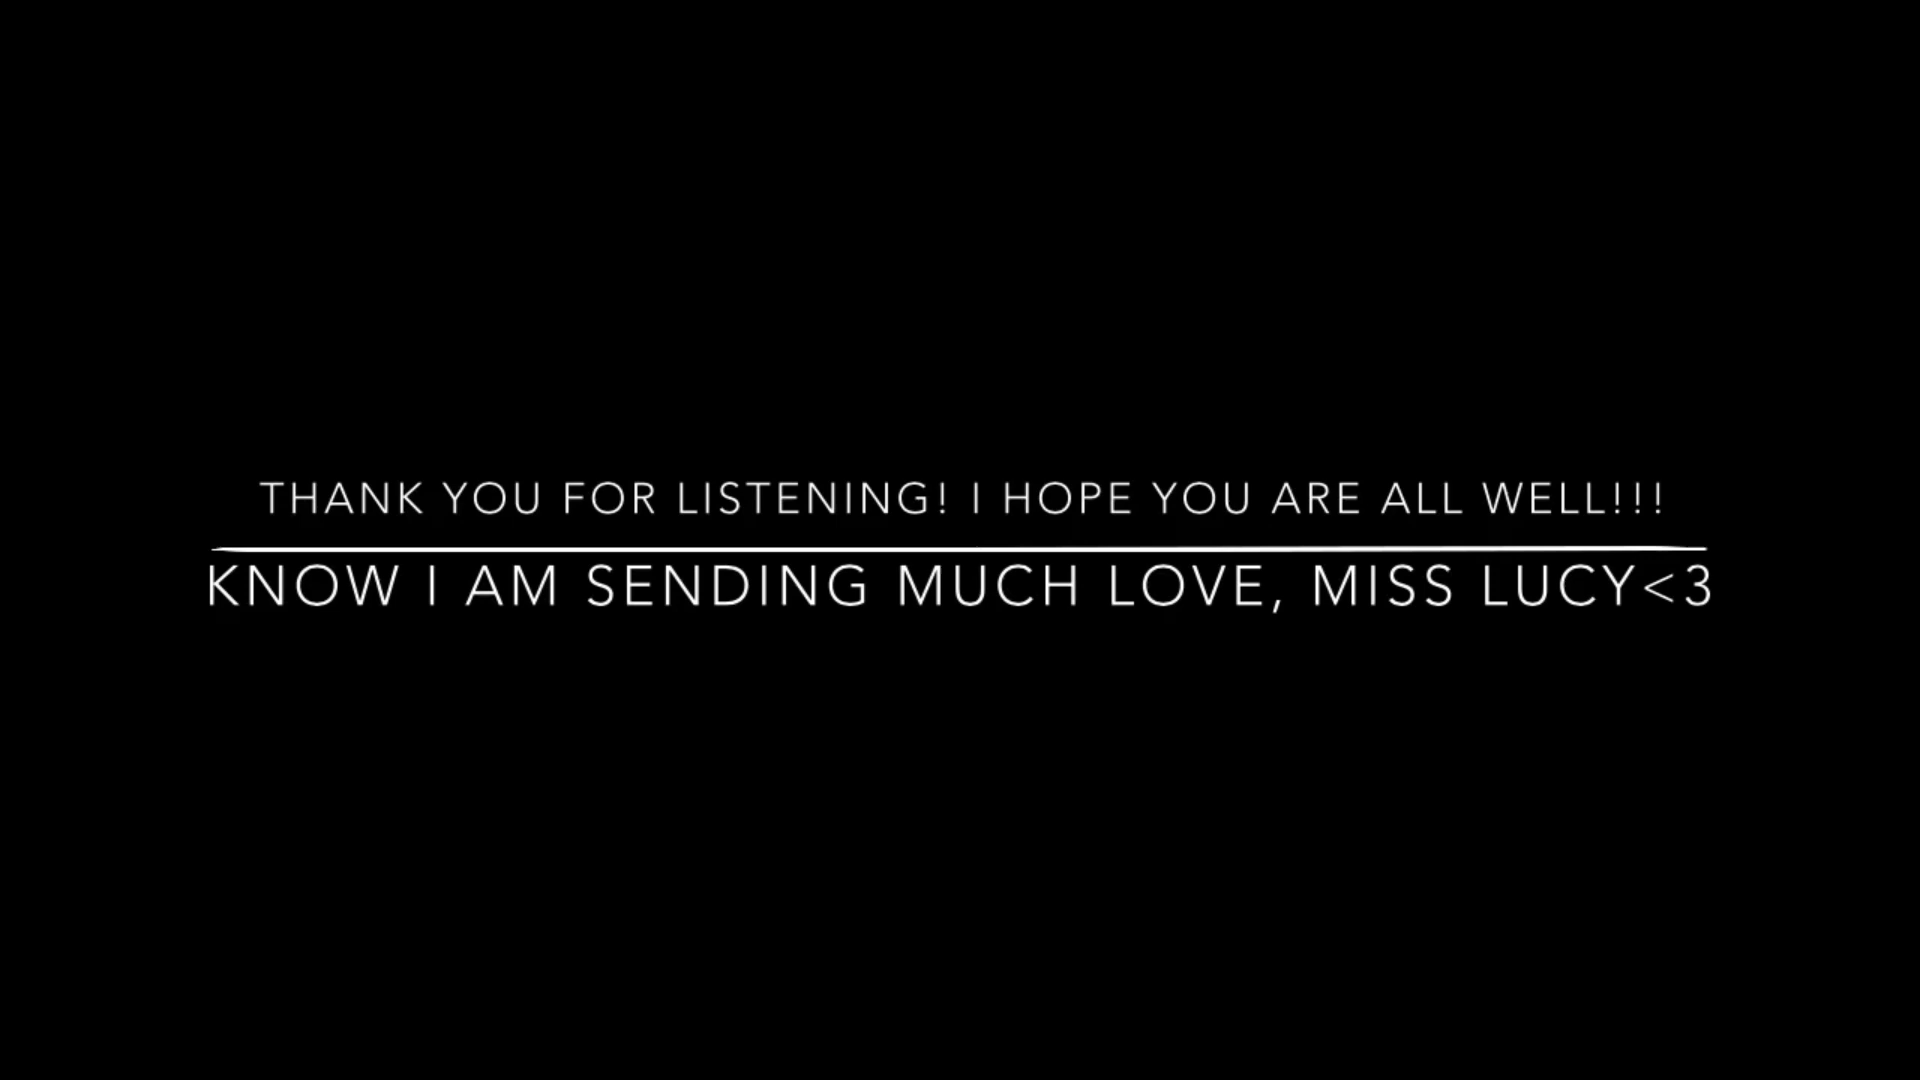 THANK YOU FOR LISTENING! I HOPE YOU ARE ALL WELL!!!
KNOW I AM SENDING MUCH LOVE, MISS LUCY<3